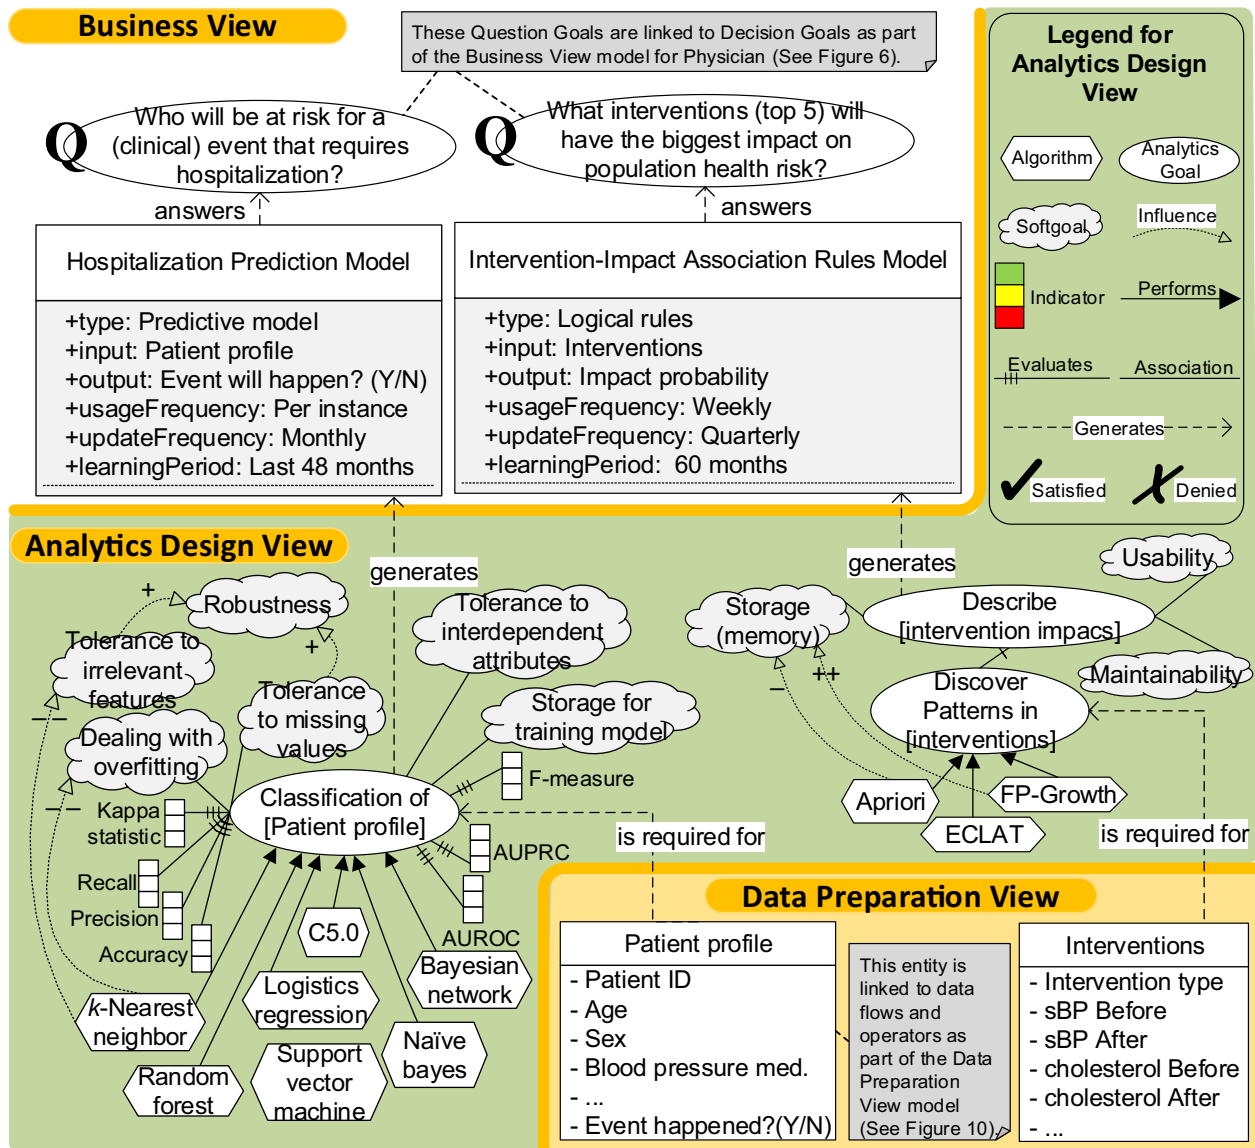 Business View
These Question Goals are linked to Decision Goals as part
of the Business View model for Physician (See Figure 6).
Q
Who will be at risk for a
(clinical) event that requires
hospitalization?
Q
What interventions (top 5) will
have the biggest impact on
population health risk?
answers
answers
Hospitalization Prediction Model
+type: Predictive model
+input: Patient profile
+output: Event will happen? (Y/N)
+usageFrequency: Per instance
+updateFrequency: Monthly
+learningPeriod: Last 48 months
Intervention-Impact Association Rules Model
+type: Logical rules
+input: Interventions
+output: Impact probability
+usageFrequency: Weekly
+updateFrequency: Quarterly
+learningPeriod: 60 months
Legend for
Analytics Design
View
Algorithm
Analytics
Goal
Softgoal
Influence
Indicator
Performs
Evaluates
Association
Generates
Satisfied
Denied
Analytics Design View
generates
generates
+
Robustness
+
Tolerance to
irrelevant
features
Tolerance
to missing
values
Tolerance to
interdependent
attributes
Storage for
training model
Dealing with
overfitting
– –
– –
Kappa
statistic
Recall
Precision
Accuracy
Classification of
[Patient profile]
F-measure
AUPRC
AUROC
k-Nearest
neighbor
Random
forest
Logistics
regression
Support
vector
machine
C5.0
Naïve
bayes
Bayesian
network
Storage
(memory)
Usability
Describe
[intervention impacs]
Maintainability
–
++
Discover
Patterns in
[interventions]
Apriori
ECLAT
FP-Growth
is required for
is required for
Data Preparation View
Patient profile
- Patient ID
- Age
- Sex
- Blood pressure med.
- ...
- Event happened?(Y/N)
This entity is
linked to data
flows and
operators as
part of the Data
Preparation
View model
(See Figure 10).
Interventions
- Intervention type
- sBP Before
- sBP After
- cholesterol Before
- cholesterol After
- ...